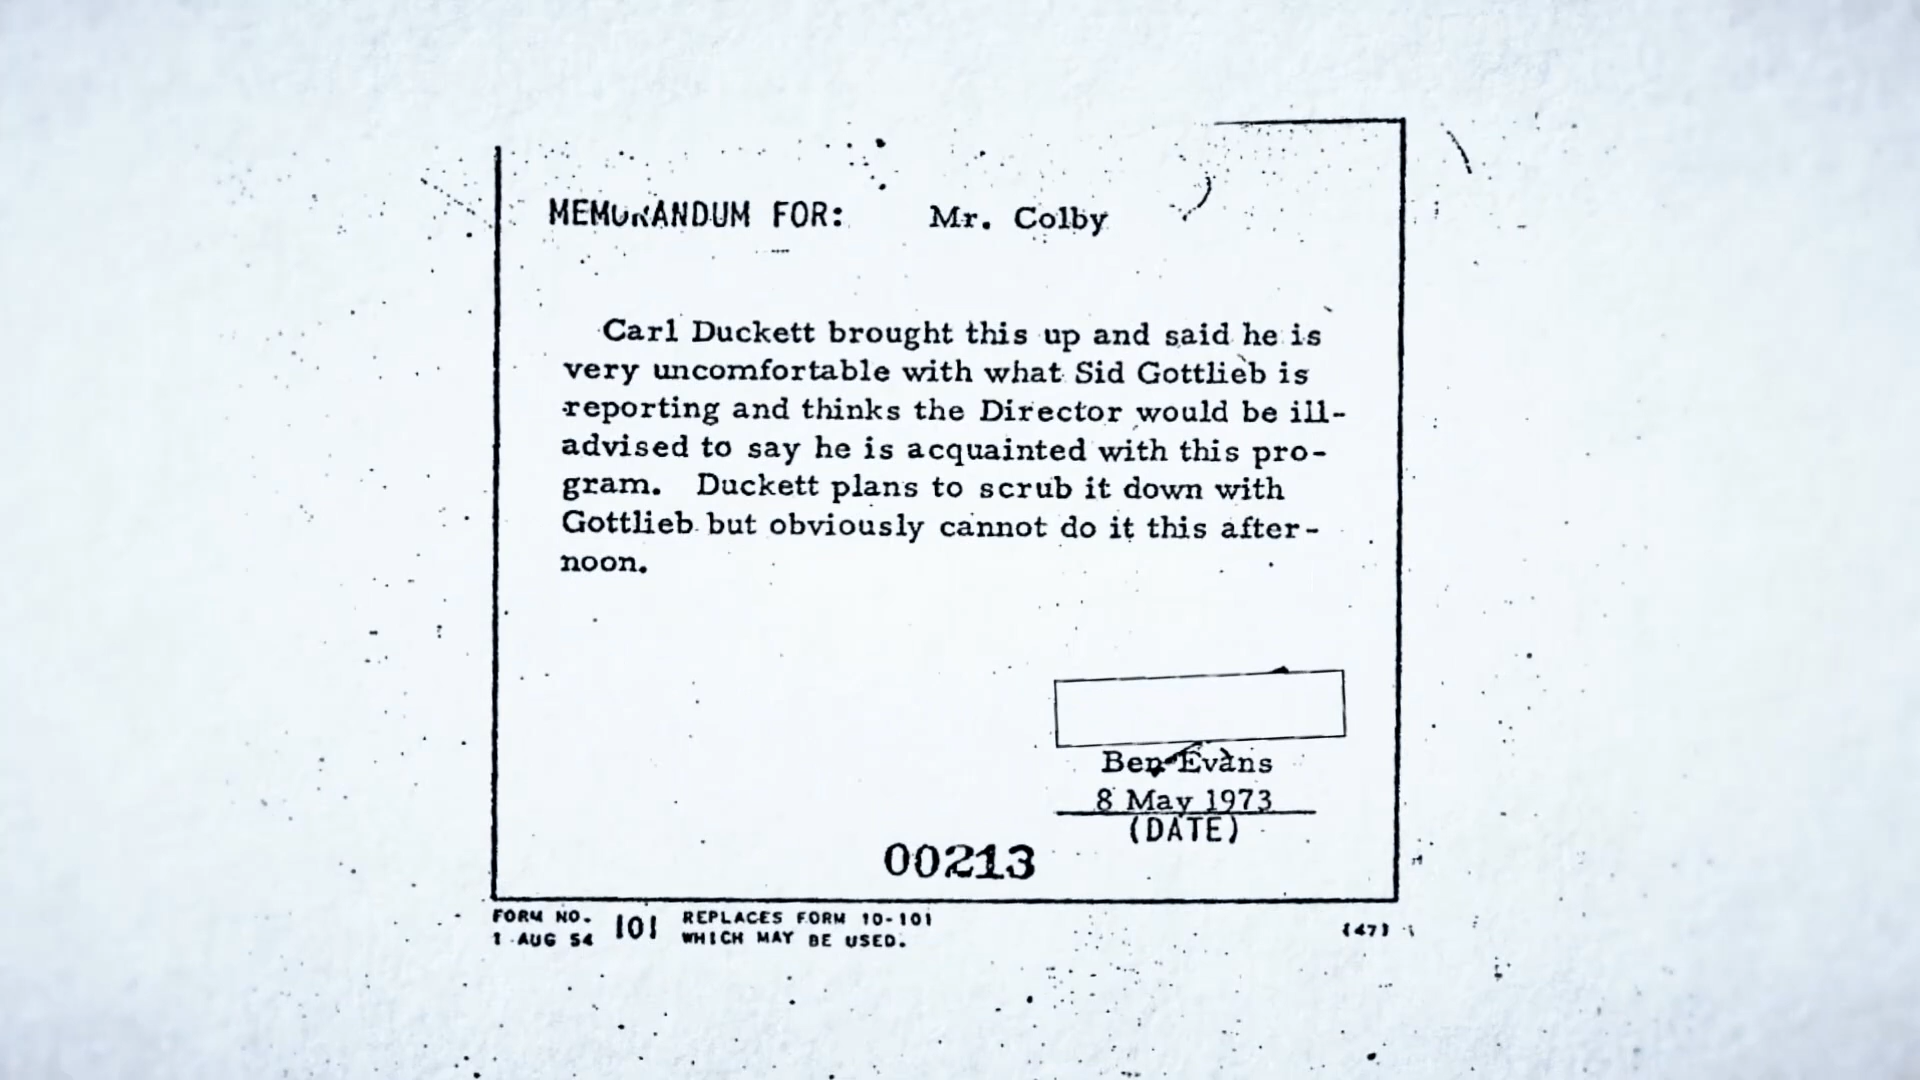 MEMORANDUM FOR: Mr. Colby
Carl Duckett brought this up and said he is
very uncomfortable with what Sid Gottlieb is
reporting and thinks the Director would be ill-
advised to say he is acquainted with this pro-
gram. Duckett plans to scrub it down with
Gottlieb but obviously cannot do it this after-
noon.
Ben Evans
8 May 1973
(DATE)
00213
FORM NO. 101 REPLACES FORM 10-101
1 AUG 54 WHICH MAY BE USED.
(47)